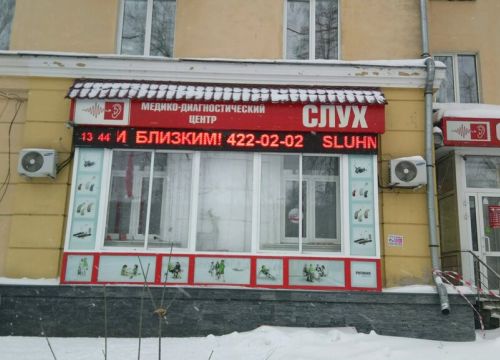 МЕДИКО-ДИАГНОСТИЧЕСКИЙ
ЦЕНТР
СЛУХ
13 44 И БЛИЗКИМ! 422-02-02 SLUHN